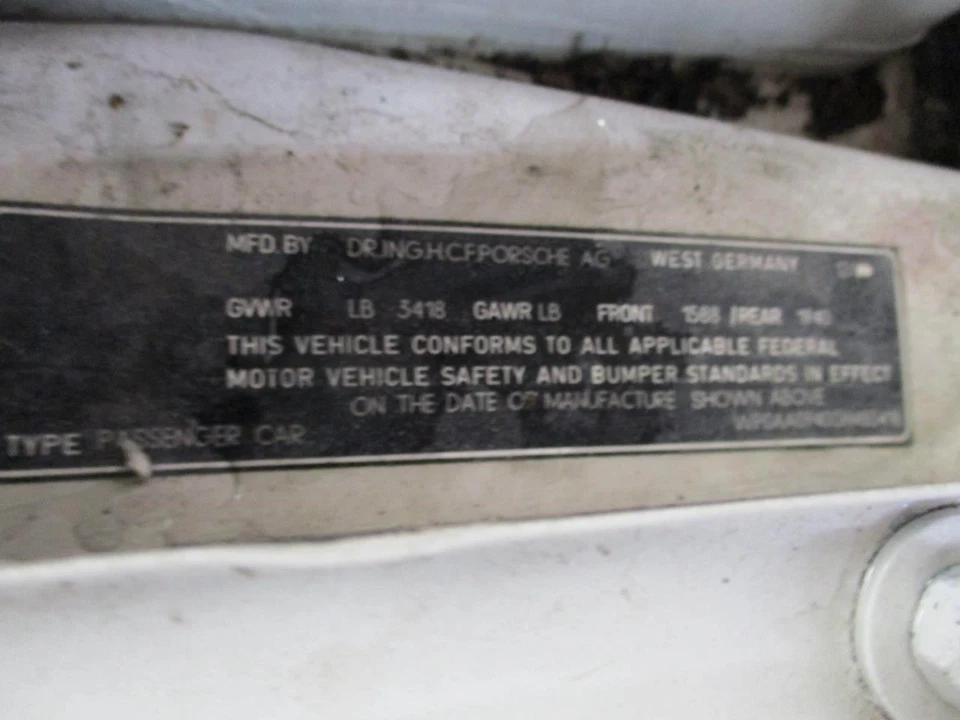 MFD. BY DR.ING.H.C.F.PORSCHE AG WEST GERMANY
GVWR LB 3418 GAWR LB FRONT 1588 /REAR
THIS VEHICLE CONFORMS TO ALL APPLICABLE FEDERAL
MOTOR VEHICLE SAFETY AND BUMPER STANDARDS IN EFFECT
ON THE DATE OF MANUFACTURE SHOWN ABOVE
TYPE PASSENGER CAR